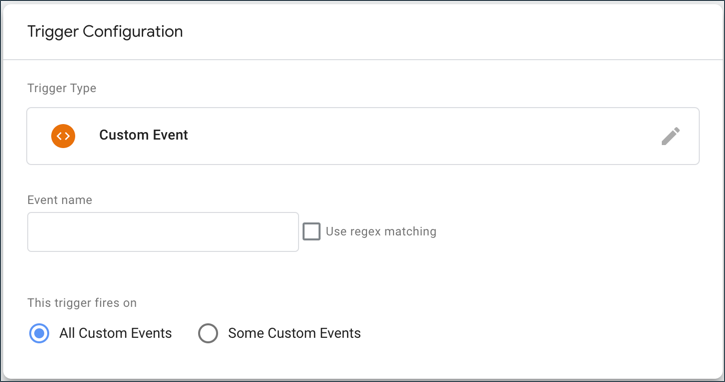 Trigger Configuration
Trigger Type
Custom Event
Event name
Use regex matching
This trigger fires on
All Custom Events Some Custom Events